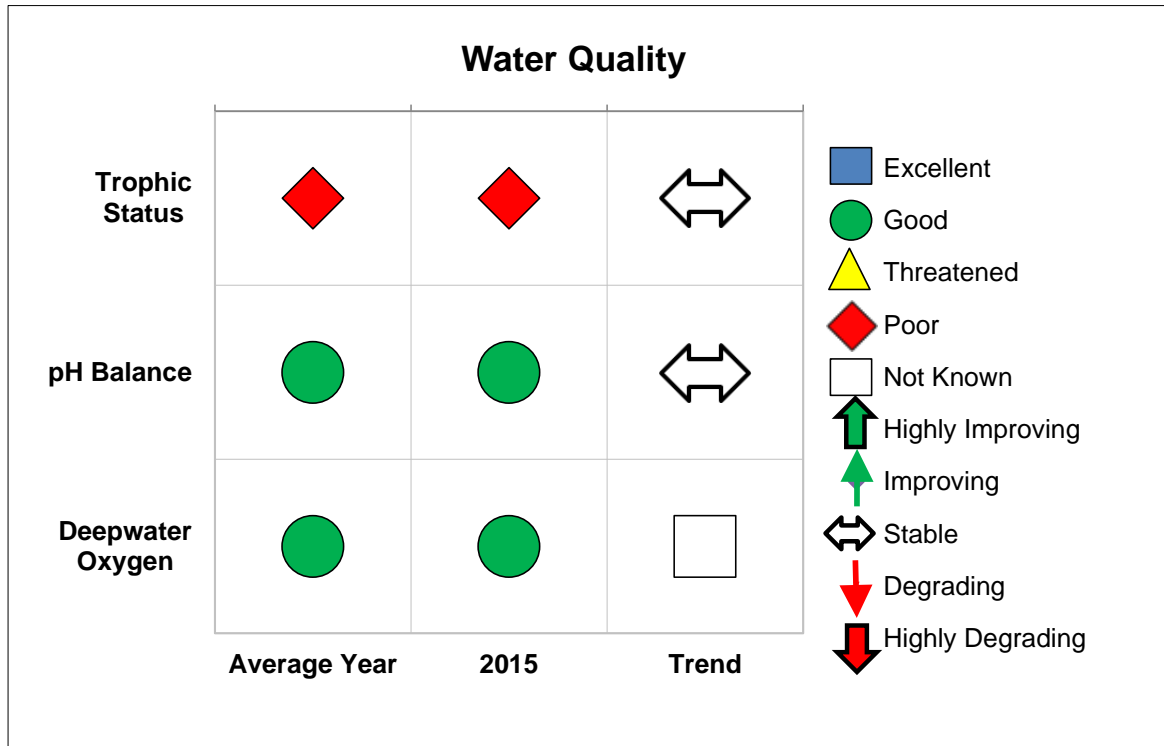 Water Quality
Trophic
Status
pH Balance
Deepwater
Oxygen
Average Year
2015
Trend
Excellent
Good
Threatened
Poor
Not Known
Highly Improving
Improving
Stable
Degrading
Highly Degrading